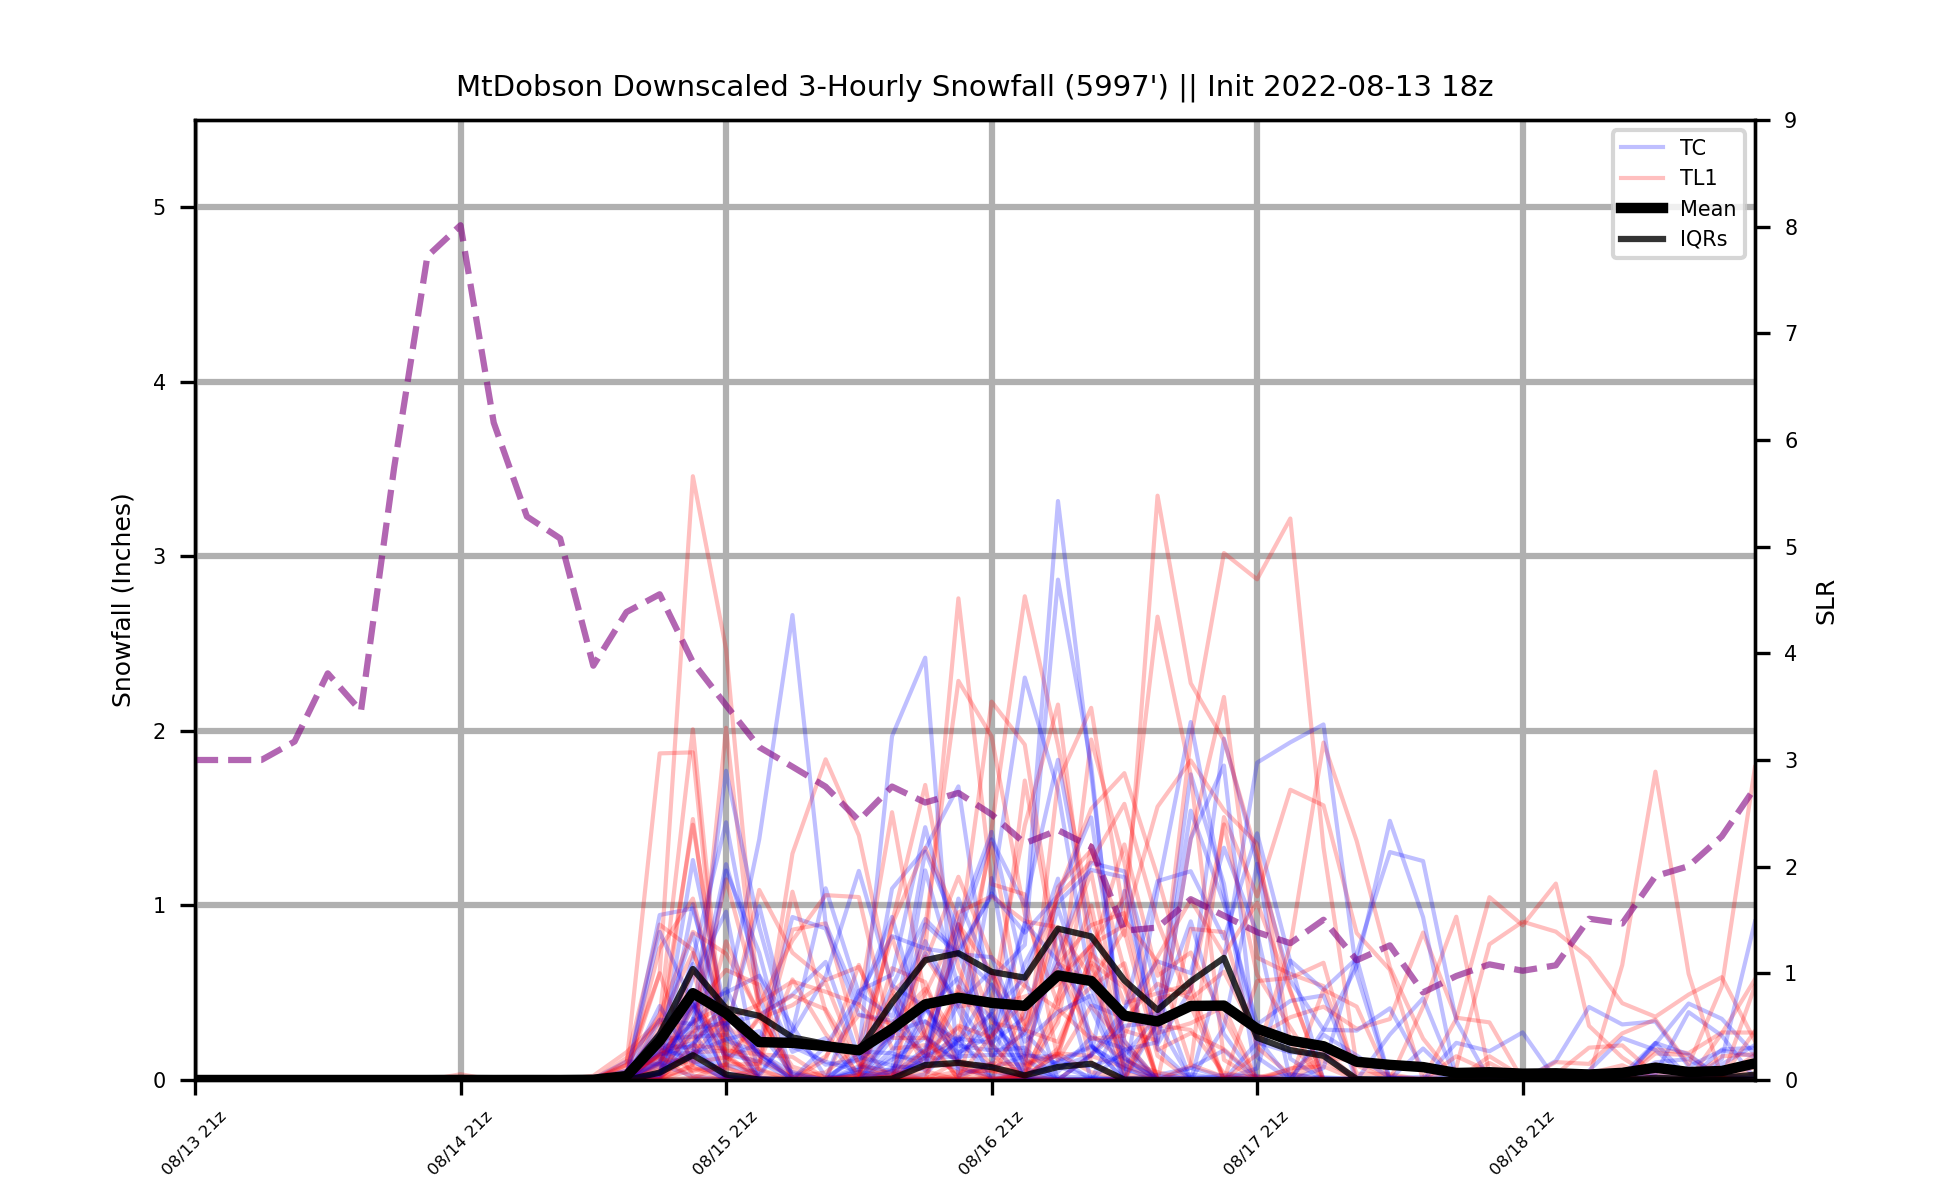 MtDobson Downscaled 3-Hourly Snowfall (5997') || Init 2022-08-13 18z
TC
TL1
Mean
IQRs
Snowfall (Inches)
5
4
3
2
1
0
SLR
9
8
7
6
5
4
3
2
1
0
08/13 21z
08/14 21z
08/15 21z
08/16 21z
08/17 21z
08/18 21z